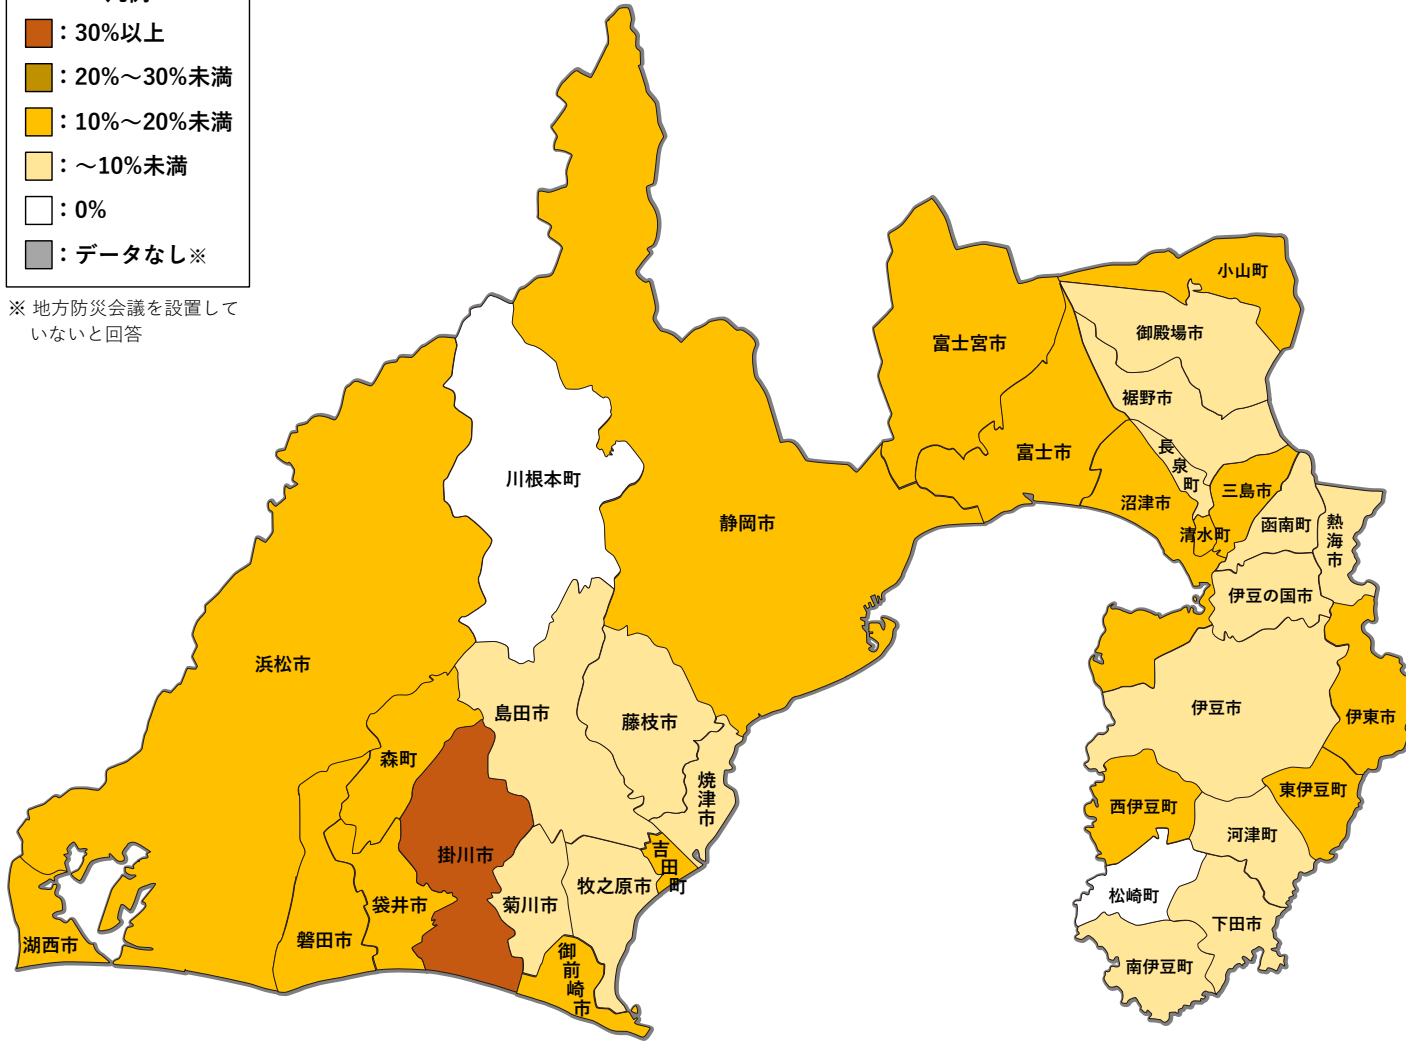 ：30%以上
：20%～30%未満
：10%～20%未満
：～10%未満
：0%
：データなし※
※ 地方防災会議を設置して
いないと回答
小山町
御殿場市
富士宮市
裾野市
富士市
長泉町
川根本町
三島市
沼津市
静岡市
函南町
熱海市
清水町
伊豆の国市
浜松市
伊豆市
島田市
藤枝市
伊東市
森町
焼津市
東伊豆町
西伊豆町
河津町
掛川市
吉田町
牧之原市
松崎町
袋井市
菊川市
下田市
磐田市
湖西市
御前崎市
南伊豆町